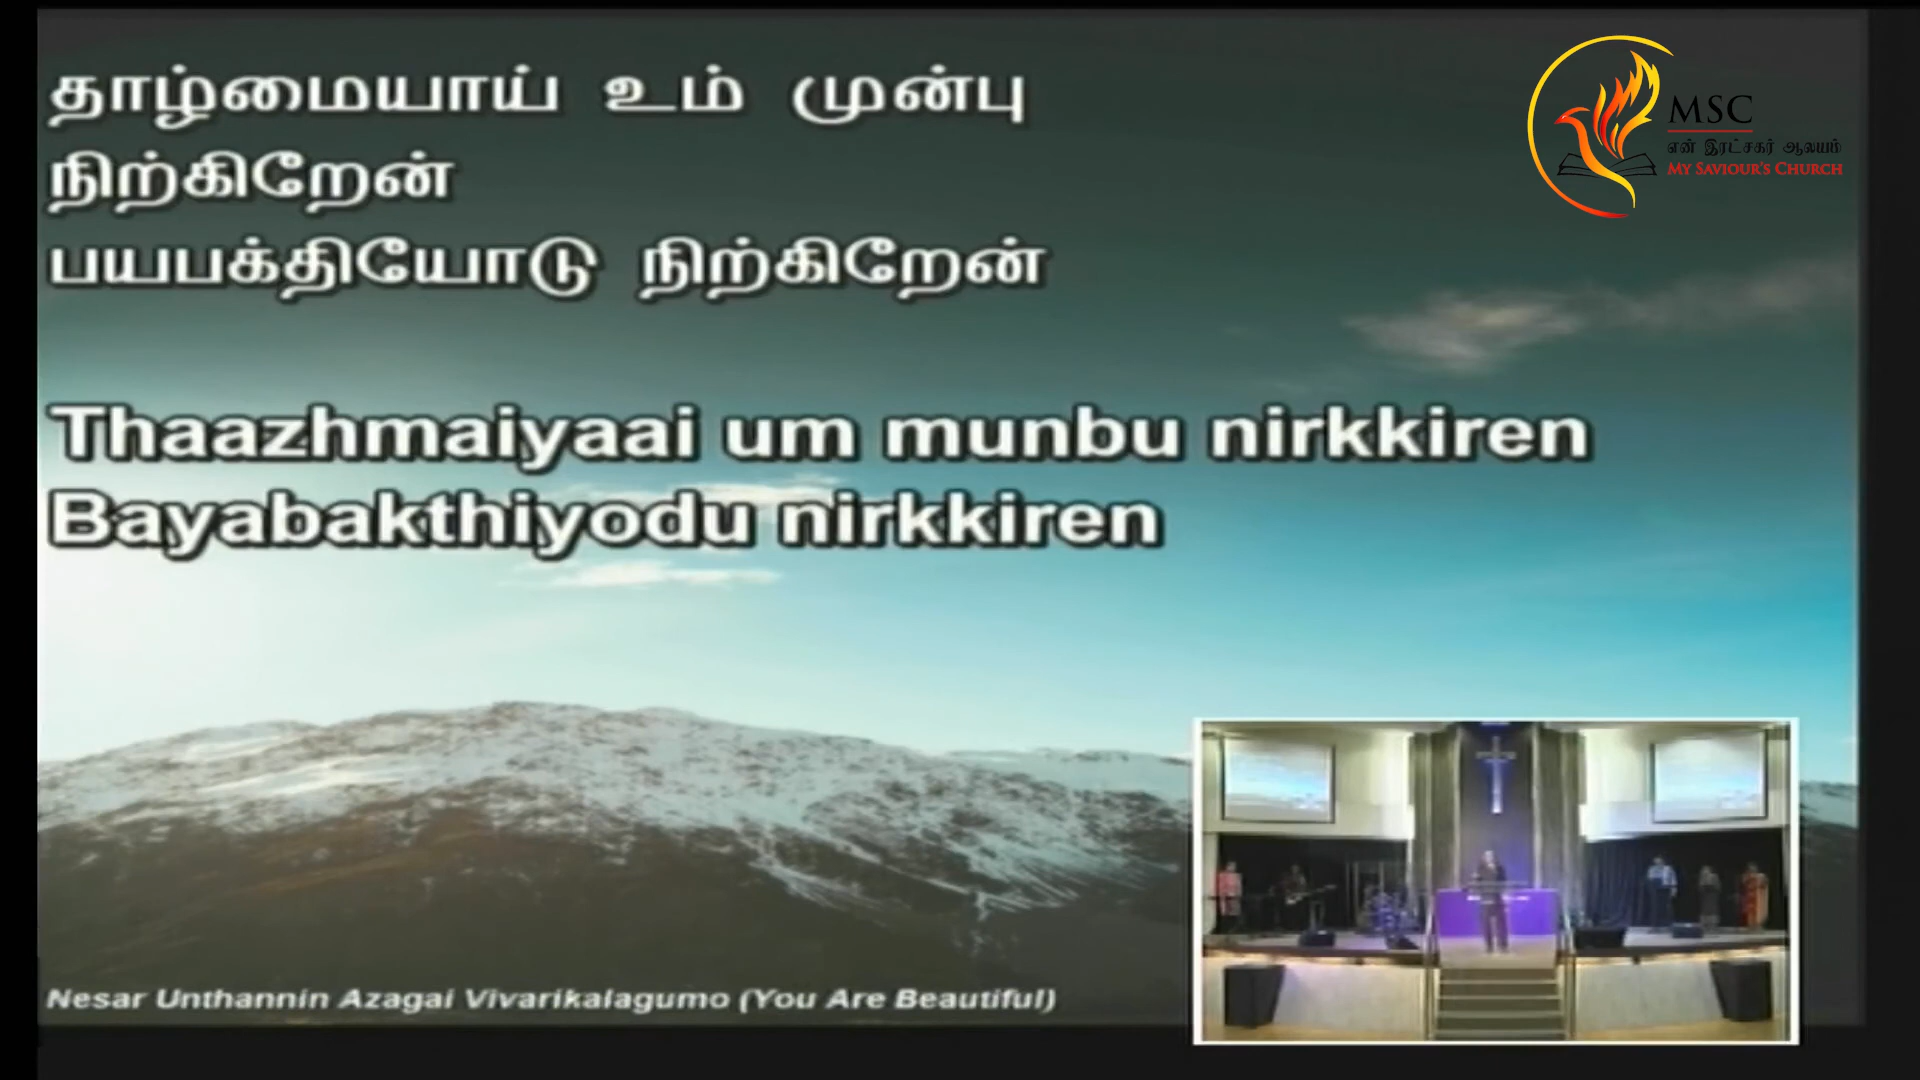 தாழ்மையாய் உம் முன்பு
நிற்கிறேன்
பயபக்தியோடு நிற்கிறேன்
Thaazhmaiyaai um munbu nirkkiren
Bayabakthiyodu nirkkiren
Nesar Unthannin Azagai Vivarikalagumo (You Are Beautiful)
MSC
என் இரட்சகர் ஆலயம்
MY SAVIOUR'S CHURCH